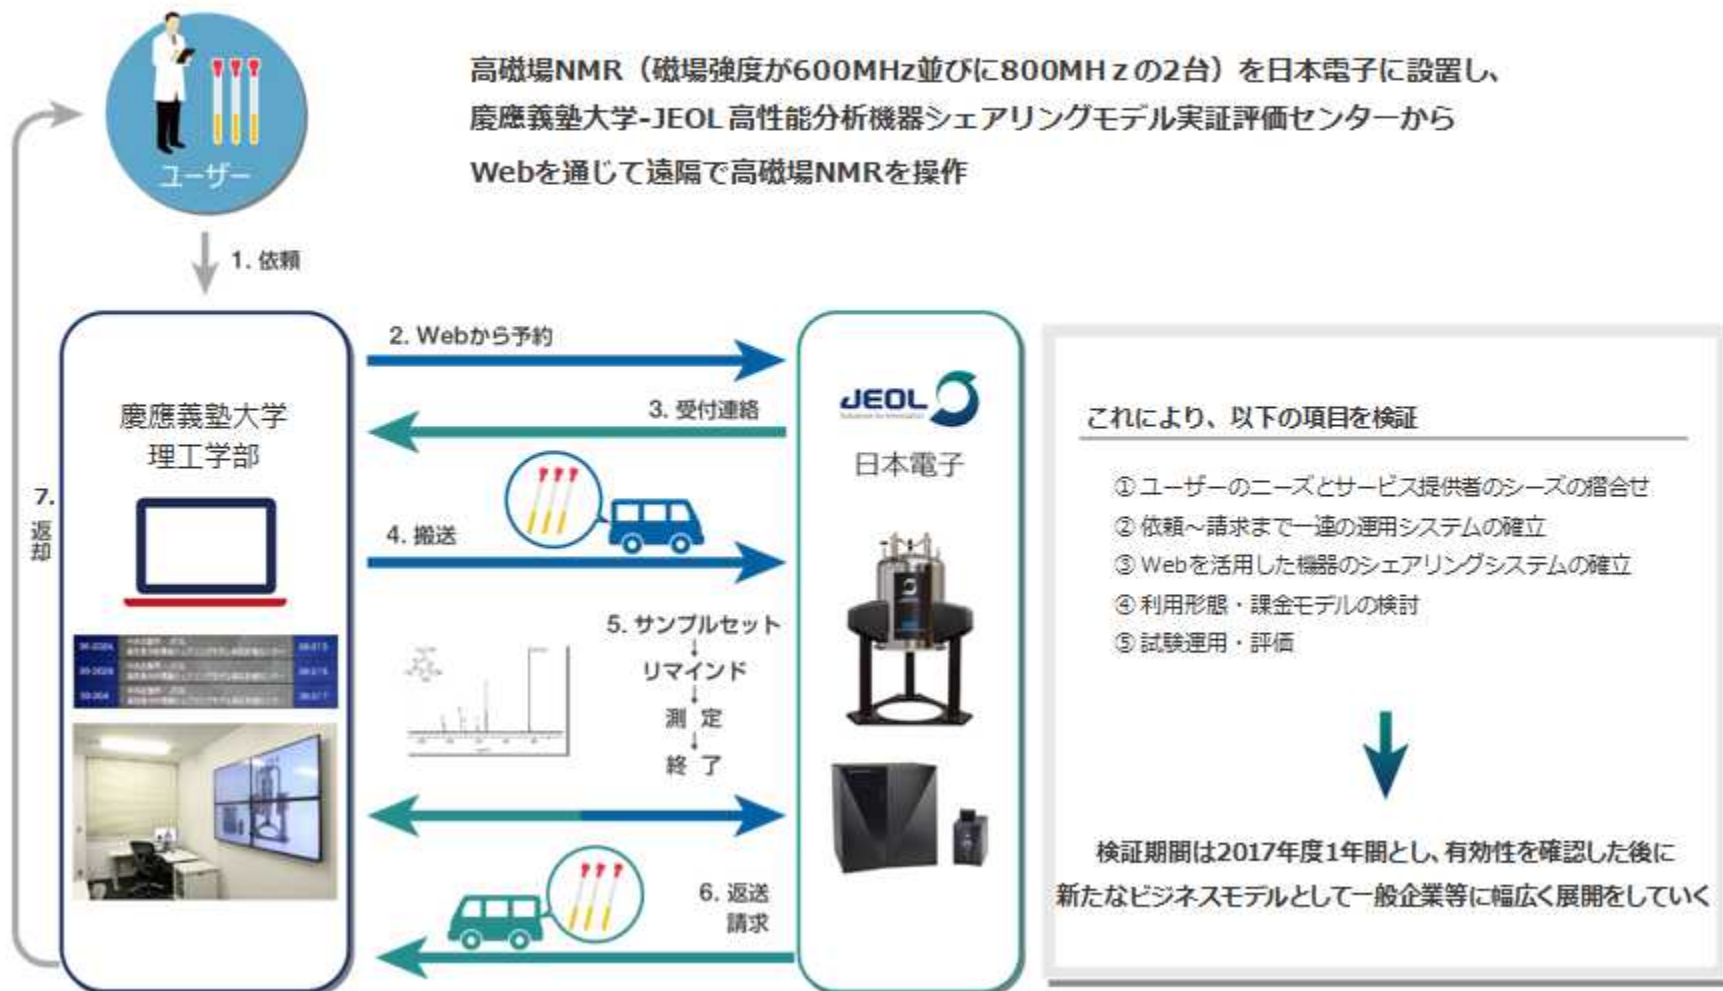 ユーザー
高磁場NMR（磁場強度が600MHz並びに800MHｚの2台）を日本電子に設置し、
慶應義塾大学-JEOL 高性能分析機器シェアリングモデル実証評価センターから
Webを通じて遠隔で高磁場NMRを操作
1. 依頼
慶應義塾大学
理工学部
2. Webから予約
3. 受付連絡
4. 搬送
5. サンプルセット
リマインド
測 定
終 了
6. 返送
請求
7.
返却
JEOL
日本電子
これにより、以下の項目を検証
① ユーザーのニーズとサービス提供者のシーズの摺合せ
② 依頼～請求まで一連の運用システムの確立
③ Webを活用した機器のシェアリングシステムの確立
④ 利用形態・課金モデルの検討
⑤ 試験運用・評価
検証期間は2017年度1年間とし、有効性を確認した後に
新たなビジネスモデルとして一般企業等に幅広く展開をしていく